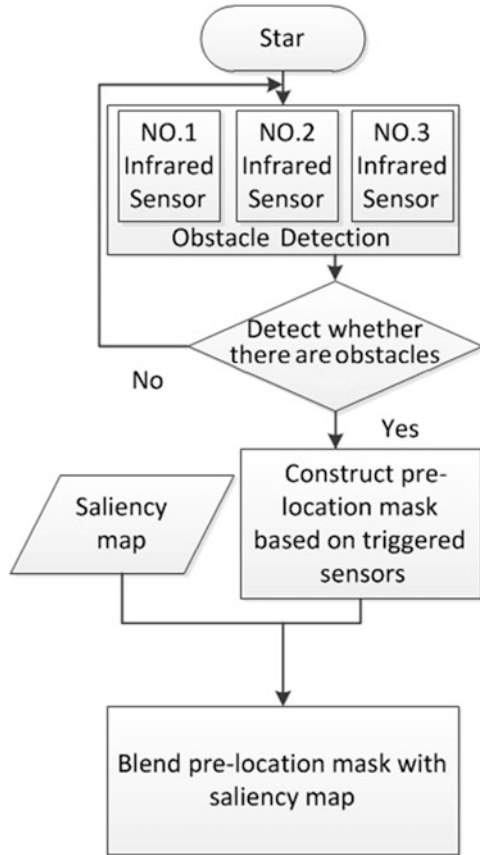 Star
NO.1
Infrared
Sensor
NO.2
Infrared
Sensor
NO.3
Infrared
Sensor
Obstacle Detection
Detect whether
there are obstacles
No
Yes
Saliency
map
Construct pre-
location mask
based on triggered
sensors
Blend pre-location mask with
saliency map